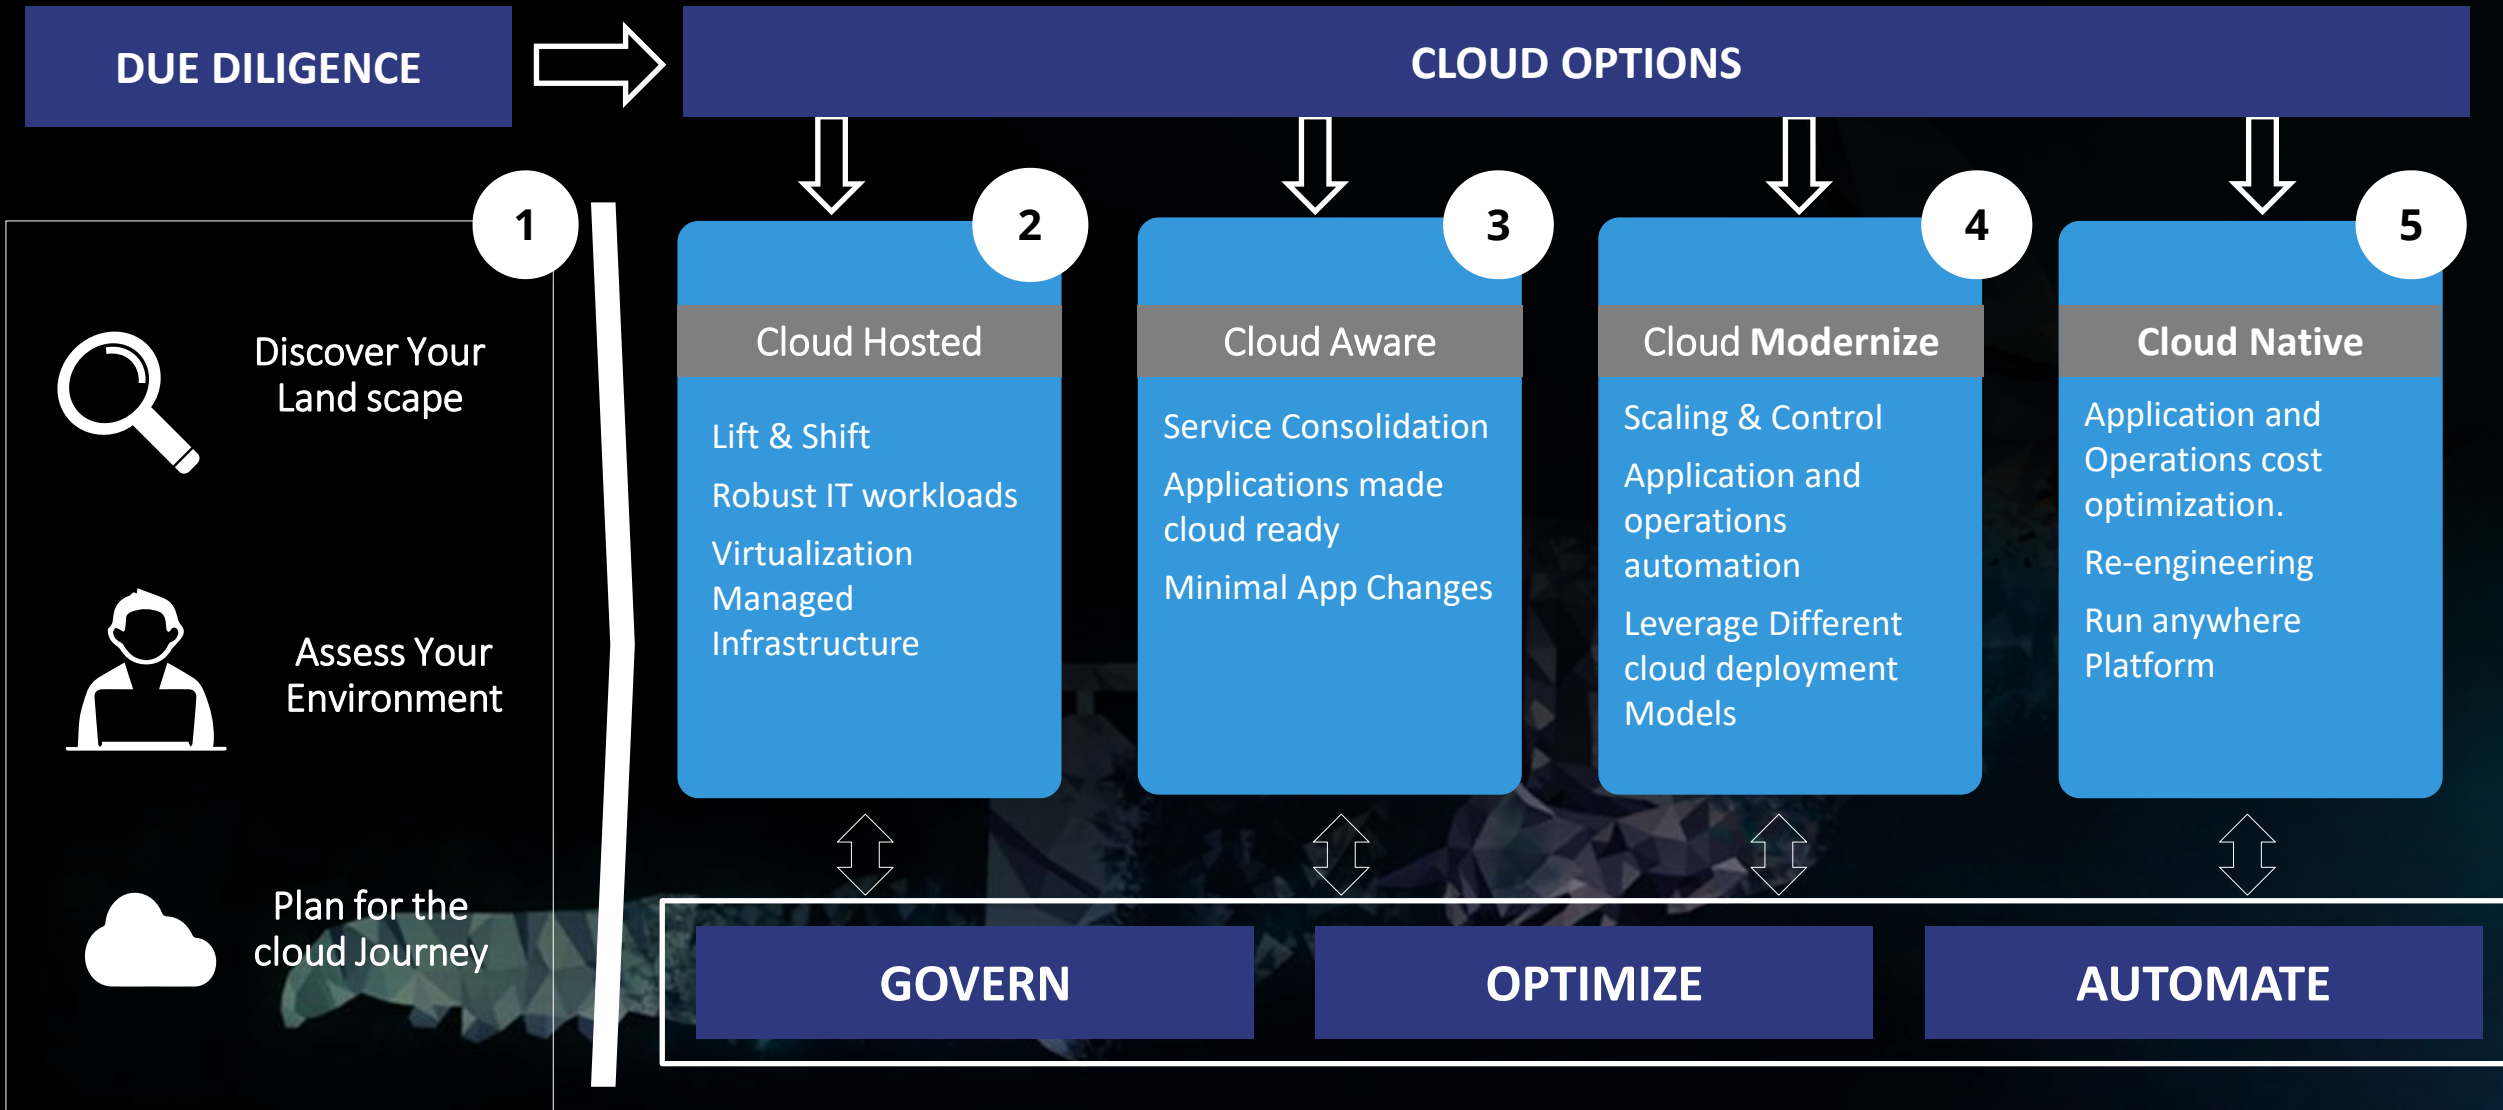 DUE DILIGENCE
CLOUD OPTIONS
1
Discover Your
Land scape
Assess Your
Environment
Plan for the
cloud Journey
2
Cloud Hosted
Lift & Shift
Robust IT workloads
Virtualization
Managed
Infrastructure
3
Cloud Aware
Service Consolidation
Applications made
cloud ready
Minimal App Changes
4
Cloud Modernize
Scaling & Control
Application and
operations
automation
Leverage Different
cloud deployment
Models
5
Cloud Native
Application and
Operations cost
optimization.
Re-engineering
Run anywhere
Platform
GOVERN
OPTIMIZE
AUTOMATE